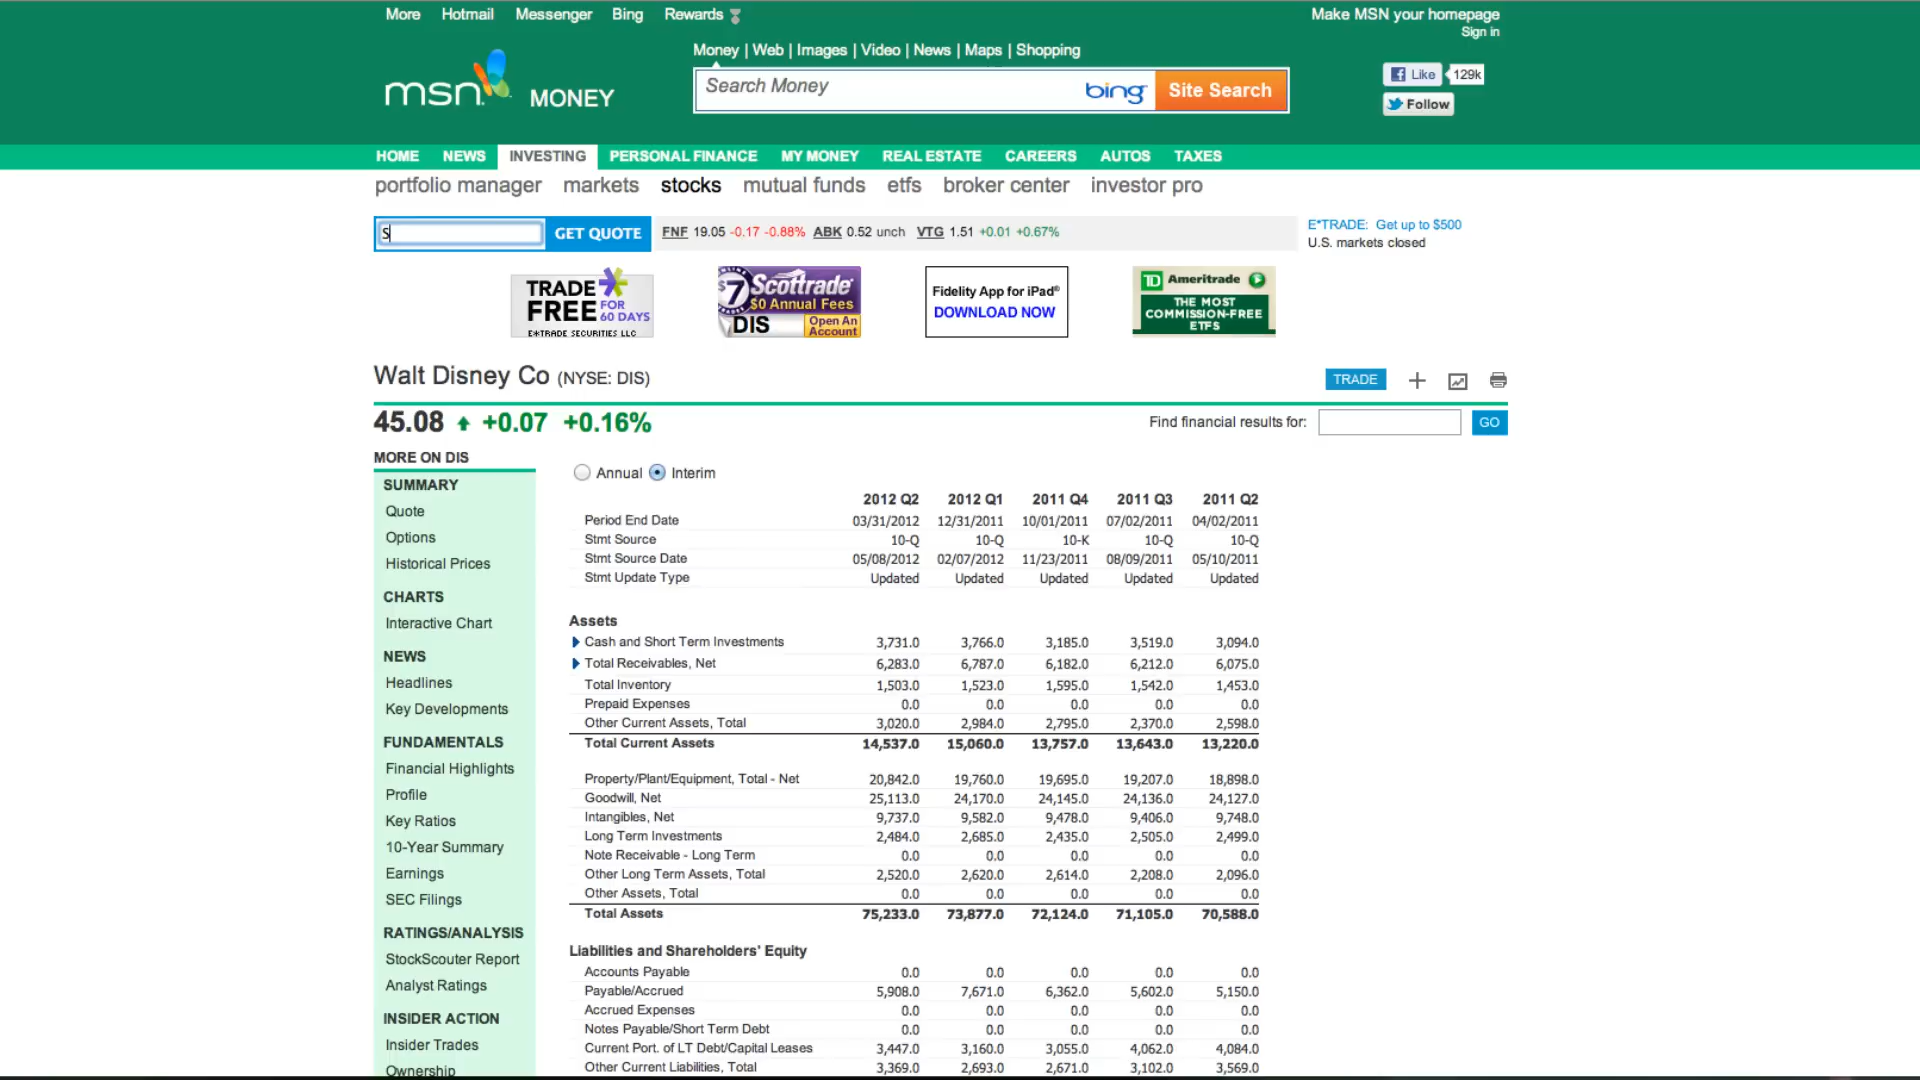 More Hotmail Messenger Bing Rewards
Make MSN your homepage
Sign in
Money | Web | Images | Video | News | Maps | Shopping
msn MONEY
Search Money bing Site Search
Like 129k
Follow
HOME NEWS INVESTING PERSONAL FINANCE MY MONEY REAL ESTATE CAREERS AUTOS TAXES
portfolio manager markets stocks mutual funds etfs broker center investor pro
S GET QUOTE FNF 19.05 -0.17 -0.88% ABK 0.52 unch VTG 1.51 +0.01 +0.67%
E*TRADE: Get up to $500
U.S. markets closed
TRADE
FREE FOR
60 DAYS
E*TRADE SECURITIES LLC
ONLINE
$7 Scottrade
$0 Annual Fees
DIS Open An
Account
Fidelity App for iPad®
DOWNLOAD NOW
TD Ameritrade
THE MOST
COMMISSION-FREE
ETFS
Walt Disney Co (NYSE: DIS)
TRADE
45.08 +0.07 +0.16%
Find financial results for: GO
MORE ON DIS
SUMMARY
Quote
Options
Historical Prices
CHARTS
Interactive Chart
NEWS
Headlines
Key Developments
FUNDAMENTALS
Financial Highlights
Profile
Key Ratios
10-Year Summary
Earnings
SEC Filings
RATINGS/ANALYSIS
StockScouter Report
Analyst Ratings
INSIDER ACTION
Insider Trades
Ownership
Annual Interim
2012 Q2 2012 Q1 2011 Q4 2011 Q3 2011 Q2
Period End Date 03/31/2012 12/31/2011 10/01/2011 07/02/2011 04/02/2011
Stmt Source 10-Q 10-Q 10-K 10-Q 10-Q
Stmt Source Date 05/08/2012 02/07/2012 11/23/2011 08/09/2011 05/10/2011
Stmt Update Type Updated Updated Updated Updated Updated
Assets
Cash and Short Term Investments 3,731.0 3,766.0 3,185.0 3,519.0 3,094.0
Total Receivables, Net 6,283.0 6,787.0 6,182.0 6,212.0 6,075.0
Total Inventory 1,503.0 1,523.0 1,595.0 1,542.0 1,453.0
Prepaid Expenses 0.0 0.0 0.0 0.0 0.0
Other Current Assets, Total 3,020.0 2,984.0 2,795.0 2,370.0 2,598.0
Total Current Assets 14,537.0 15,060.0 13,757.0 13,643.0 13,220.0
Property/Plant/Equipment, Total - Net 20,842.0 19,760.0 19,695.0 19,207.0 18,898.0
Goodwill, Net 25,113.0 24,170.0 24,145.0 24,136.0 24,127.0
Intangibles, Net 9,737.0 9,582.0 9,478.0 9,406.0 9,748.0
Long Term Investments 2,484.0 2,685.0 2,435.0 2,505.0 2,499.0
Note Receivable - Long Term 0.0 0.0 0.0 0.0 0.0
Other Long Term Assets, Total 2,520.0 2,620.0 2,614.0 2,208.0 2,096.0
Other Assets, Total 0.0 0.0 0.0 0.0 0.0
Total Assets 75,233.0 73,877.0 72,124.0 71,105.0 70,588.0
Liabilities and Shareholders' Equity
Accounts Payable 0.0 0.0 0.0 0.0 0.0
Payable/Accrued 5,908.0 7,671.0 6,362.0 5,602.0 5,150.0
Accrued Expenses 0.0 0.0 0.0 0.0 0.0
Notes Payable/Short Term Debt 0.0 0.0 0.0 0.0 0.0
Current Port. of LT Debt/Capital Leases 3,447.0 3,160.0 3,055.0 4,062.0 4,084.0
Other Current Liabilities, Total 3,369.0 2,693.0 2,671.0 3,102.0 3,569.0